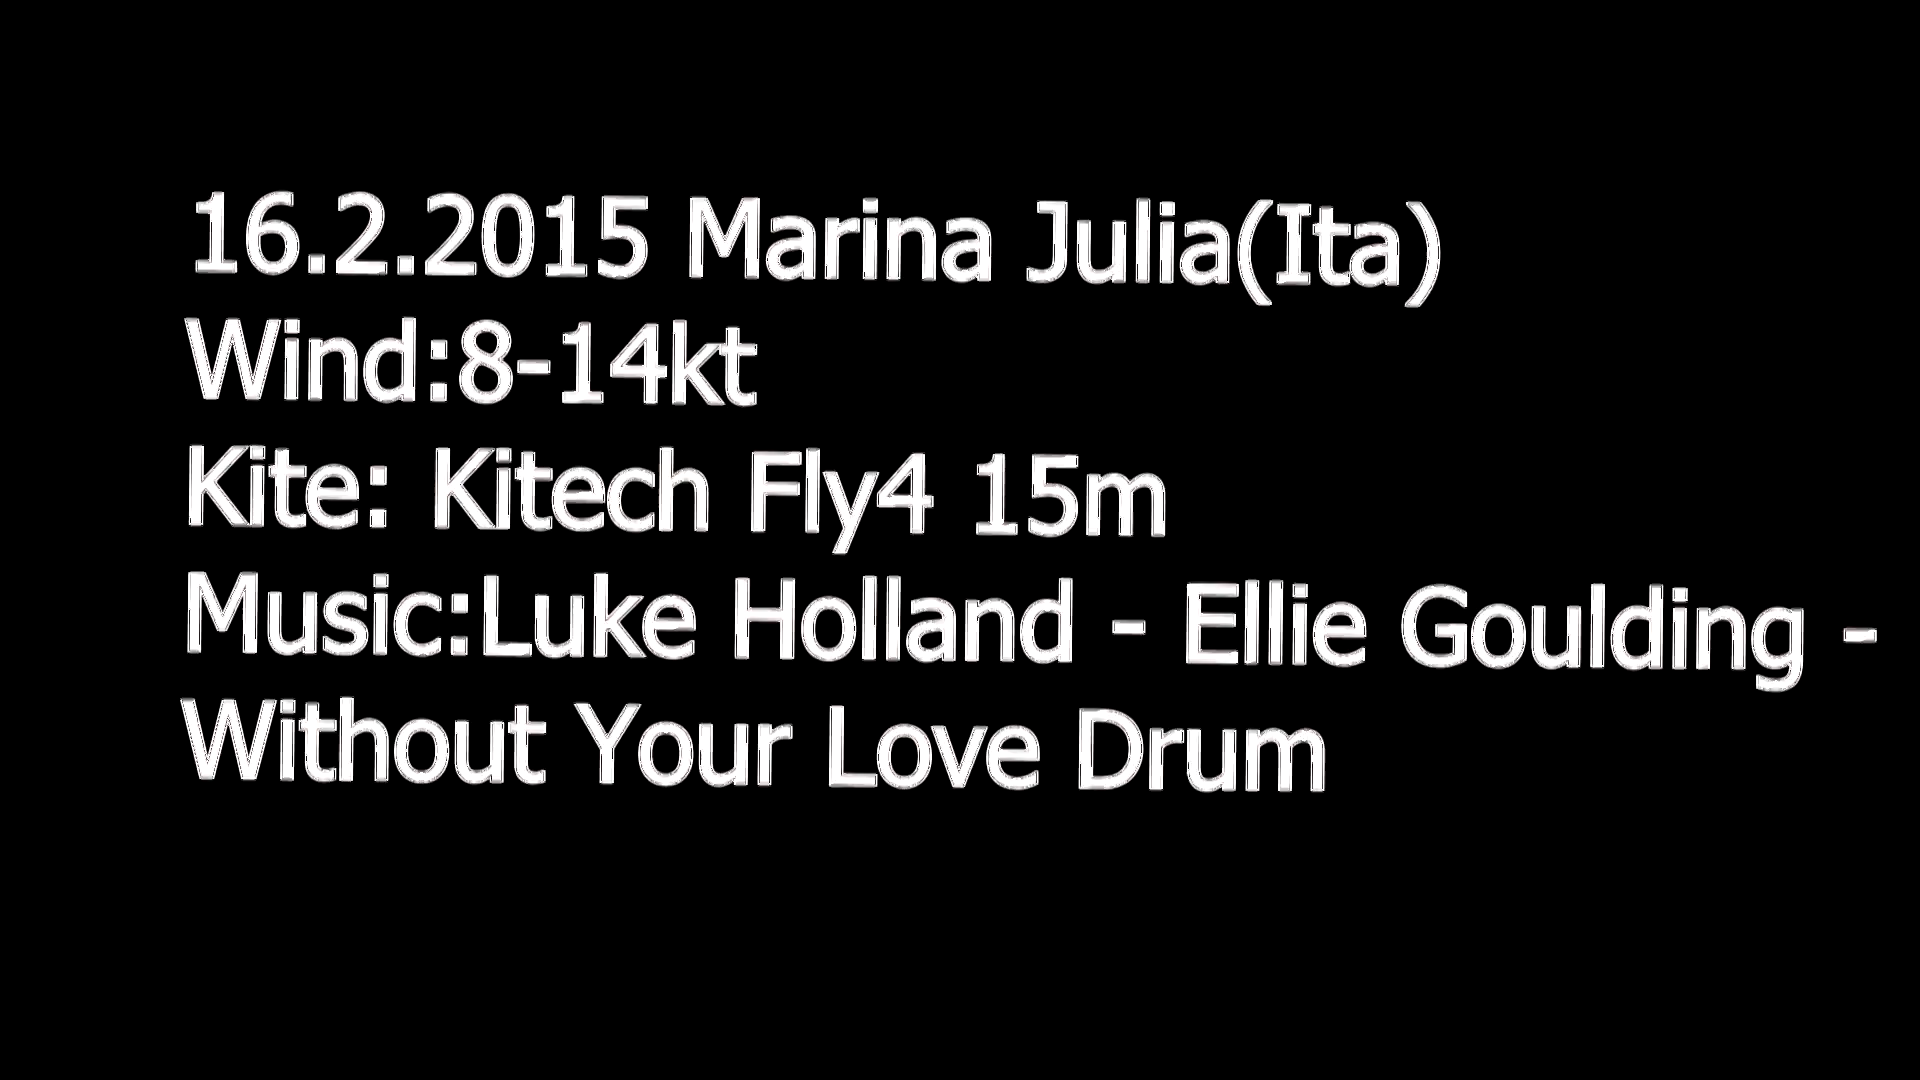 16.2.2015 Marina Julia(Ita)
Wind:8-14kt
Kite: Kitech Fly4 15m
Music:Luke Holland - Ellie Goulding -
Without Your Love Drum